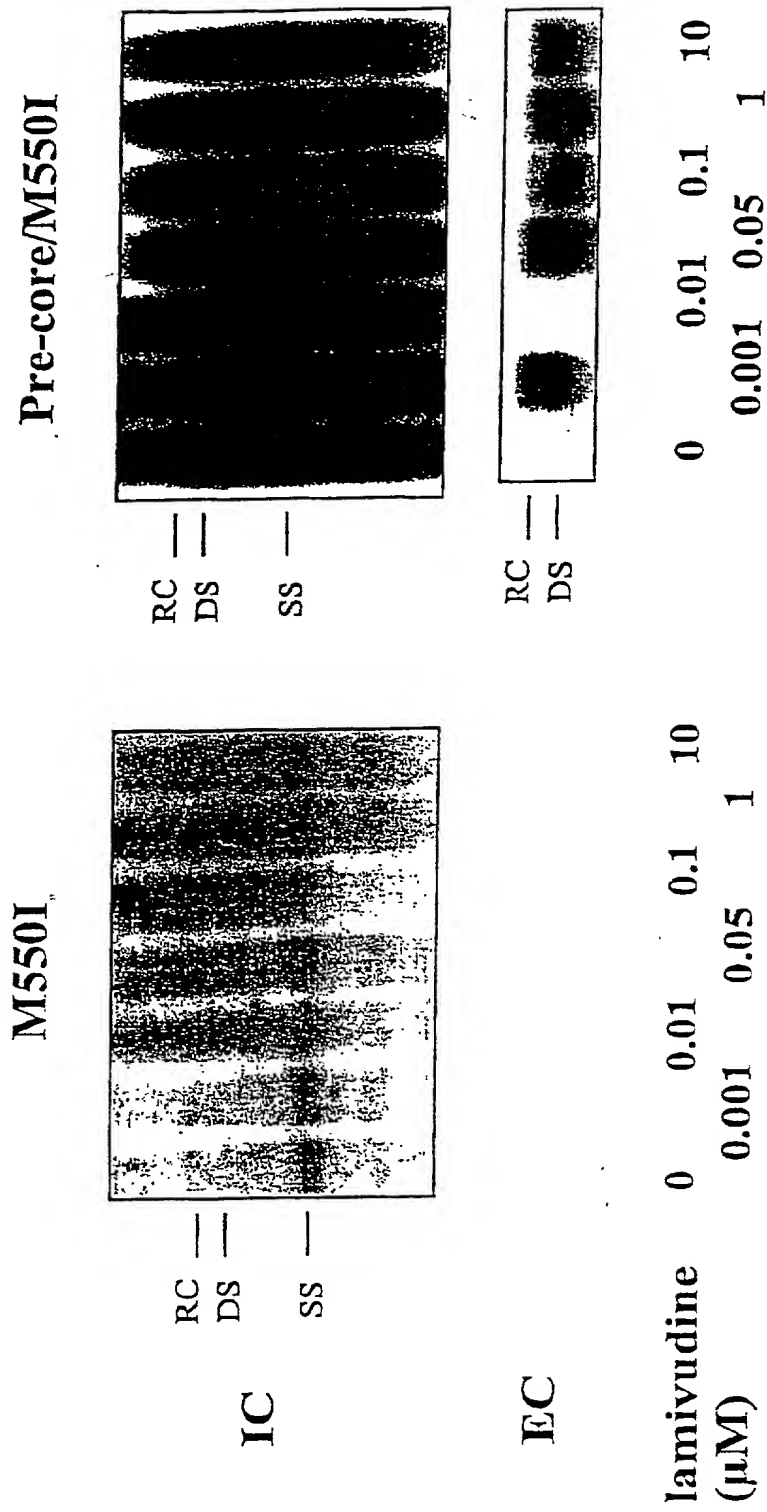 M550I
Pre-core/M550I
IC
RC
DS
SS
RC
DS
SS
EC
RC
DS
lamivudine
(μM)
0 0.01 0.1 10
0.001 0.05 1
0 0.01 0.1 10
0.001 0.05 1